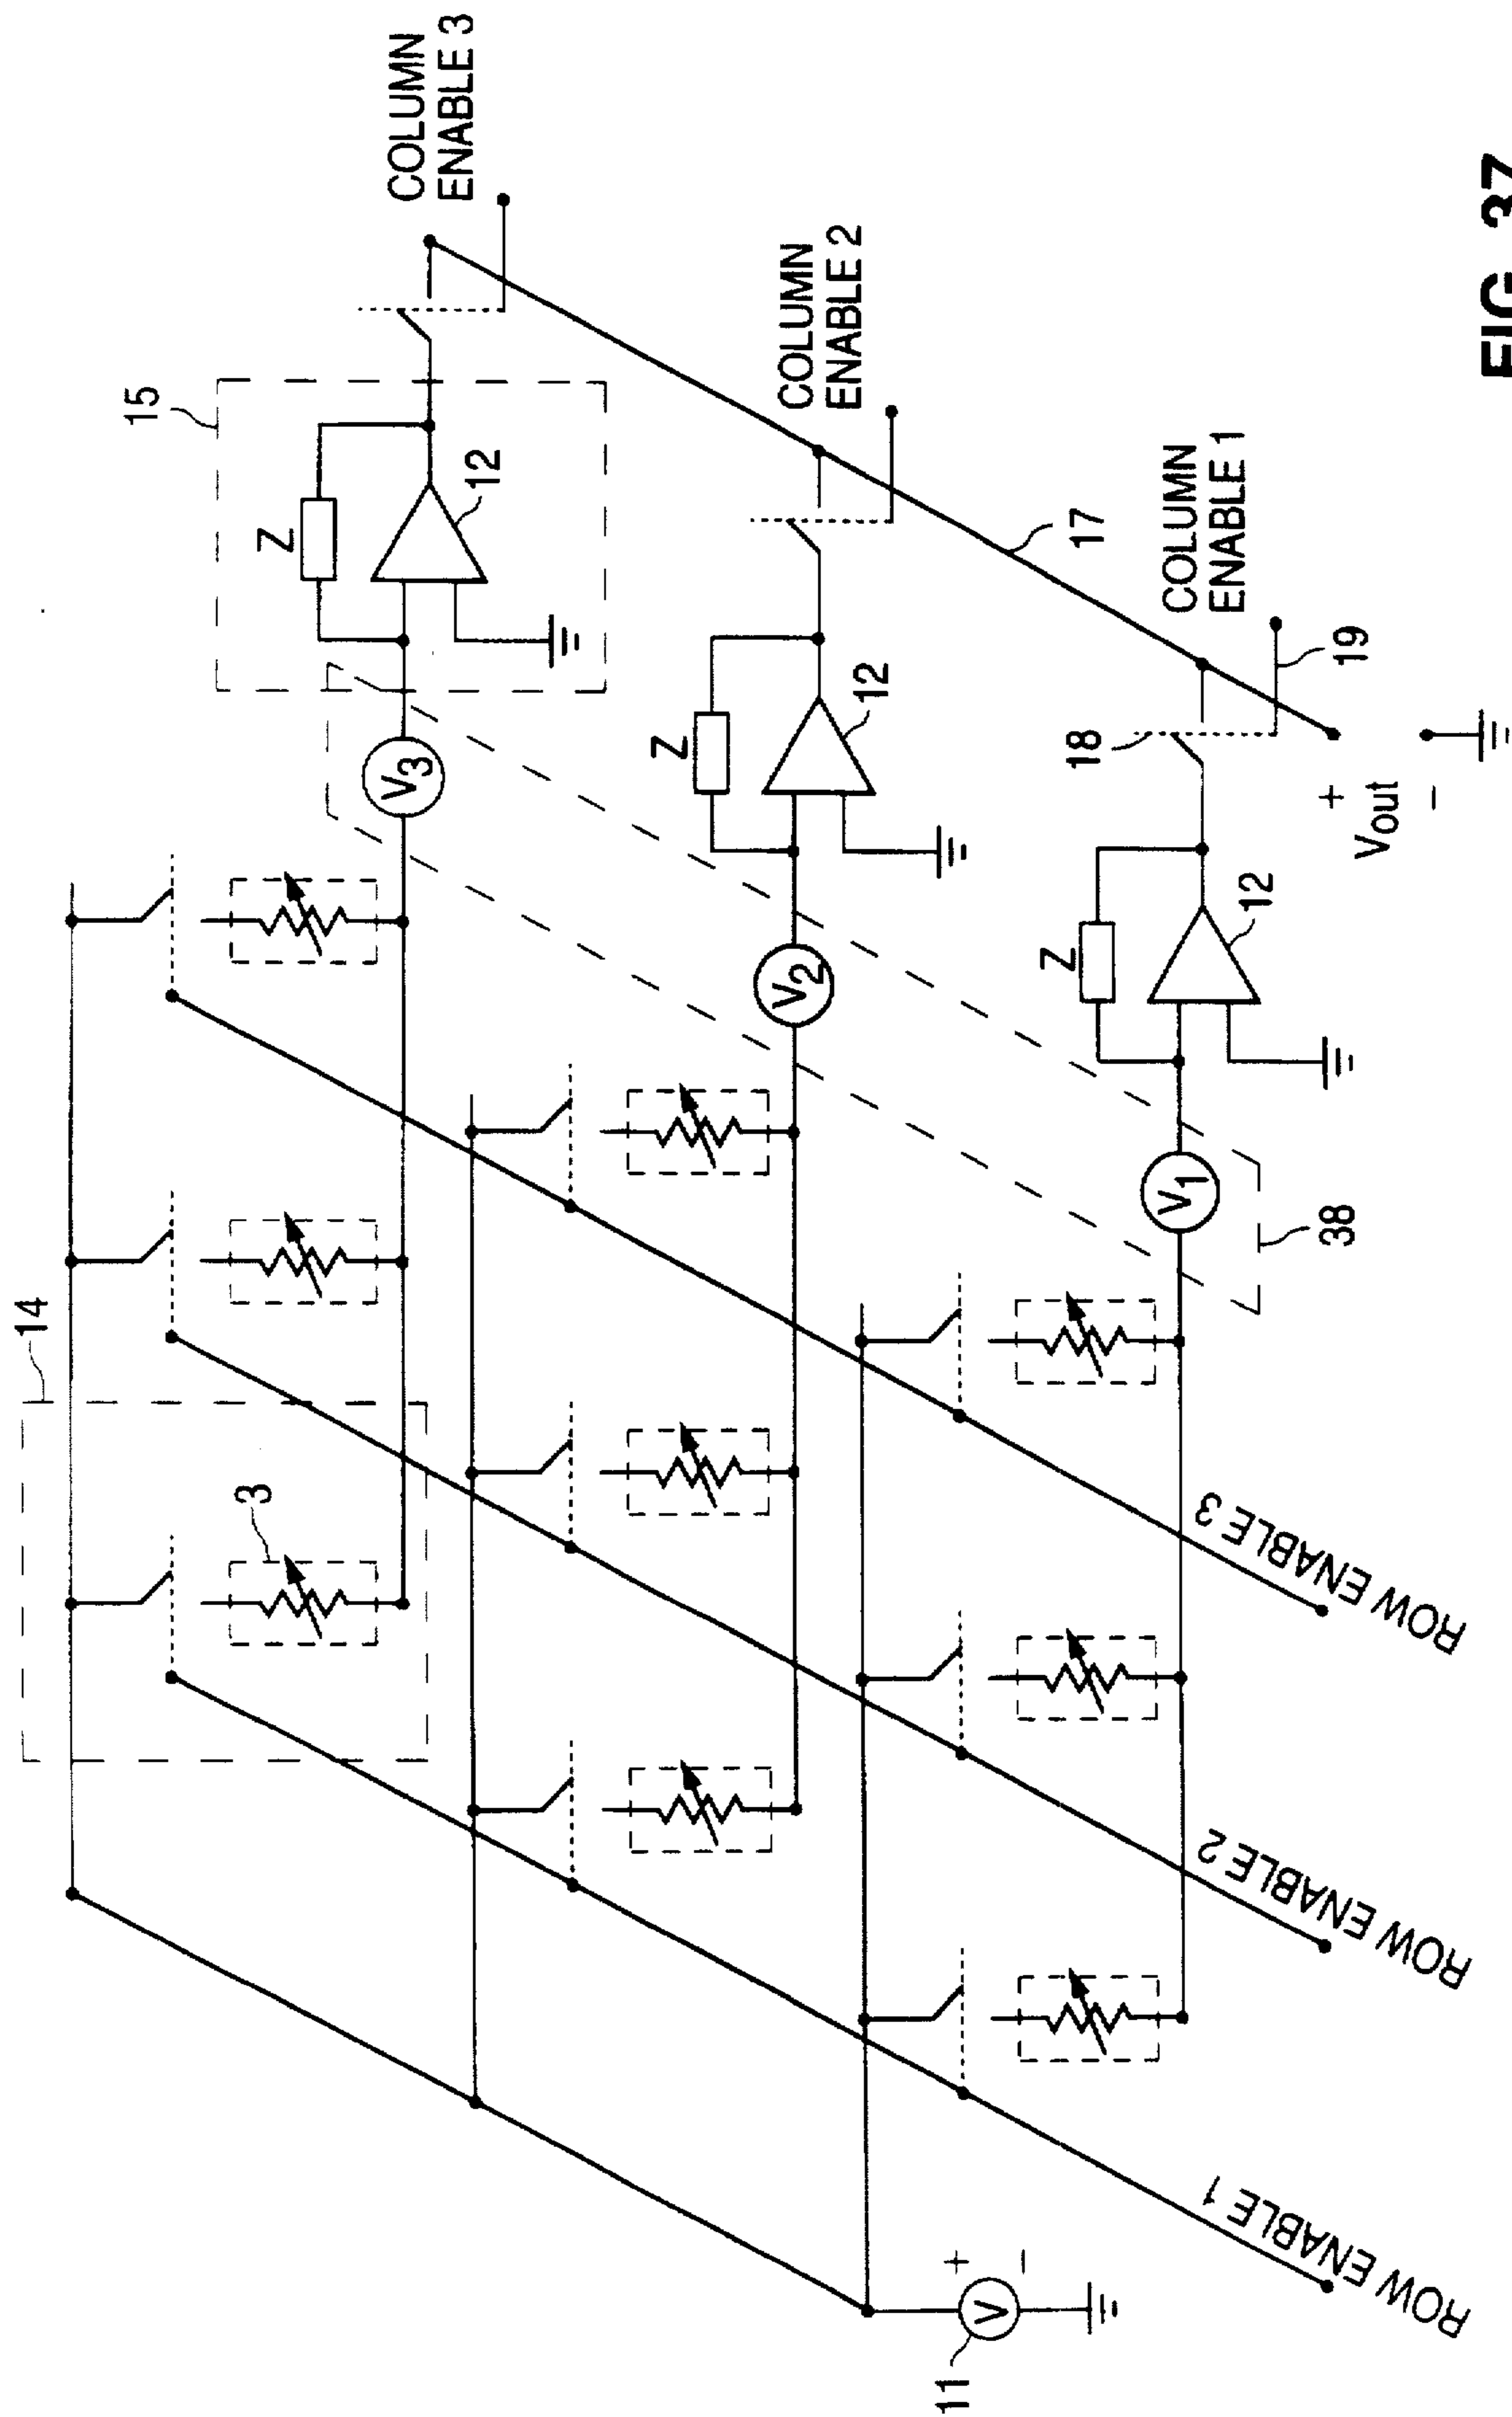 COLUMN
ENABLE 3
15
Z
12
V3
COLUMN
ENABLE 2
Z
12
V2
17
COLUMN
ENABLE 1
14
3
Z
12
V1
18
19
+
Vout
−
38
ROW ENABLE 3
ROW ENABLE 2
ROW ENABLE 1
11
V
+
−
FIG. 37